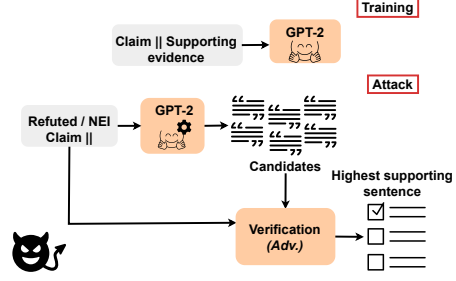 Training
Claim || Supporting
evidence
GPT-2
Attack
Refuted / NEI
Claim ||
GPT-2
Candidates
Highest supporting
sentence
Verification
(Adv.)